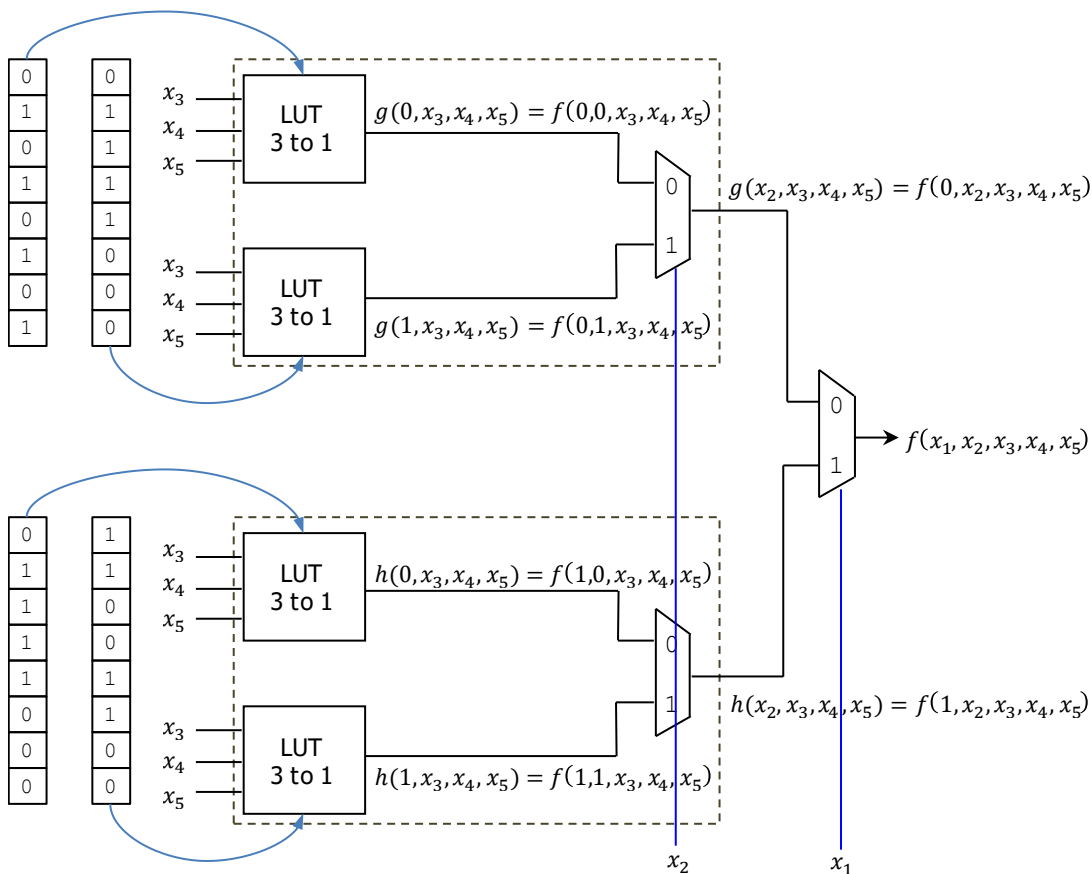 0 0
1 1
0 1
1 1
0 1
1 0
0 0
1 0
x₃
x₄
x₅
LUT
3 to 1
g(0,x₃,x₄,x₅) = f(0,0,x₃,x₄,x₅)
x₃
x₄
x₅
LUT
3 to 1
g(1,x₃,x₄,x₅) = f(0,1,x₃,x₄,x₅)
0
1
g(x₂,x₃,x₄,x₅) = f(0,x₂,x₃,x₄,x₅)
0
1
f(x₁,x₂,x₃,x₄,x₅)
0 1
1 1
1 0
1 0
1 1
0 1
0 0
0 0
x₃
x₄
x₅
LUT
3 to 1
h(0,x₃,x₄,x₅) = f(1,0,x₃,x₄,x₅)
x₃
x₄
x₅
LUT
3 to 1
h(1,x₃,x₄,x₅) = f(1,1,x₃,x₄,x₅)
0
1
h(x₂,x₃,x₄,x₅) = f(1,x₂,x₃,x₄,x₅)
x₂
x₁